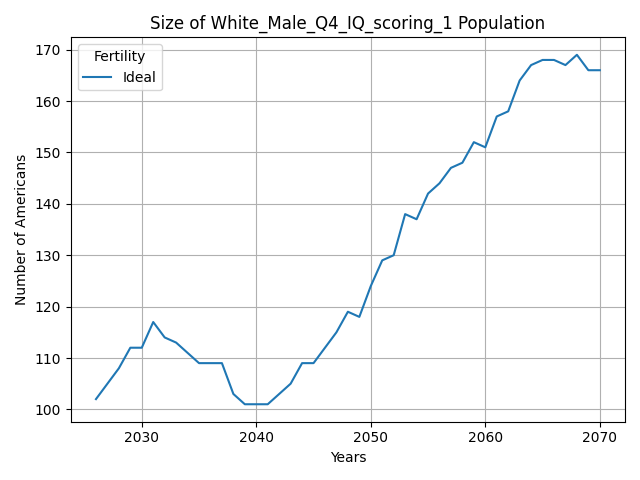 Size of White_Male_Q4_IQ_scoring_1 Population
Fertility
Ideal
Number of Americans
170
160
150
140
130
120
110
100
2030 2040 2050 2060 2070
Years